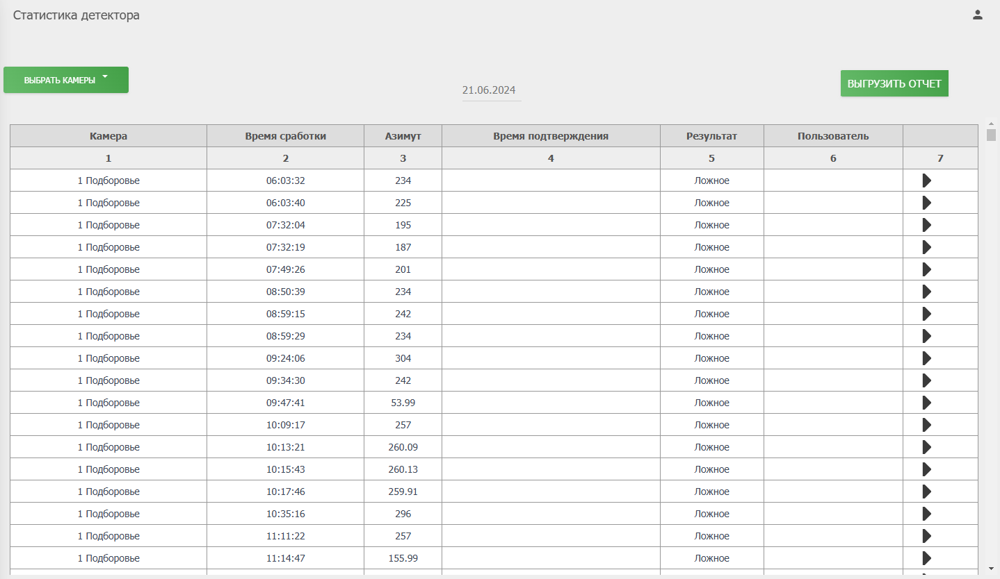 Статистика детектора
ВЫБРАТЬ КАМЕРЫ
21.06.2024
ВЫГРУЗИТЬ ОТЧЕТ
Камера Время сработки Азимут Время подтверждения Результат Пользователь
1 2 3 4 5 6 7
1 Подборовье 06:03:32 234 Ложное
1 Подборовье 06:03:40 225 Ложное
1 Подборовье 07:32:04 195 Ложное
1 Подборовье 07:32:19 187 Ложное
1 Подборовье 07:49:26 201 Ложное
1 Подборовье 08:50:39 234 Ложное
1 Подборовье 08:59:15 242 Ложное
1 Подборовье 08:59:29 234 Ложное
1 Подборовье 09:24:06 304 Ложное
1 Подборовье 09:34:30 242 Ложное
1 Подборовье 09:47:41 53.99 Ложное
1 Подборовье 10:09:17 257 Ложное
1 Подборовье 10:13:21 260.09 Ложное
1 Подборовье 10:15:43 260.13 Ложное
1 Подборовье 10:17:46 259.91 Ложное
1 Подборовье 10:35:16 296 Ложное
1 Подборовье 11:11:22 257 Ложное
1 Подборовье 11:14:47 155.99 Ложное